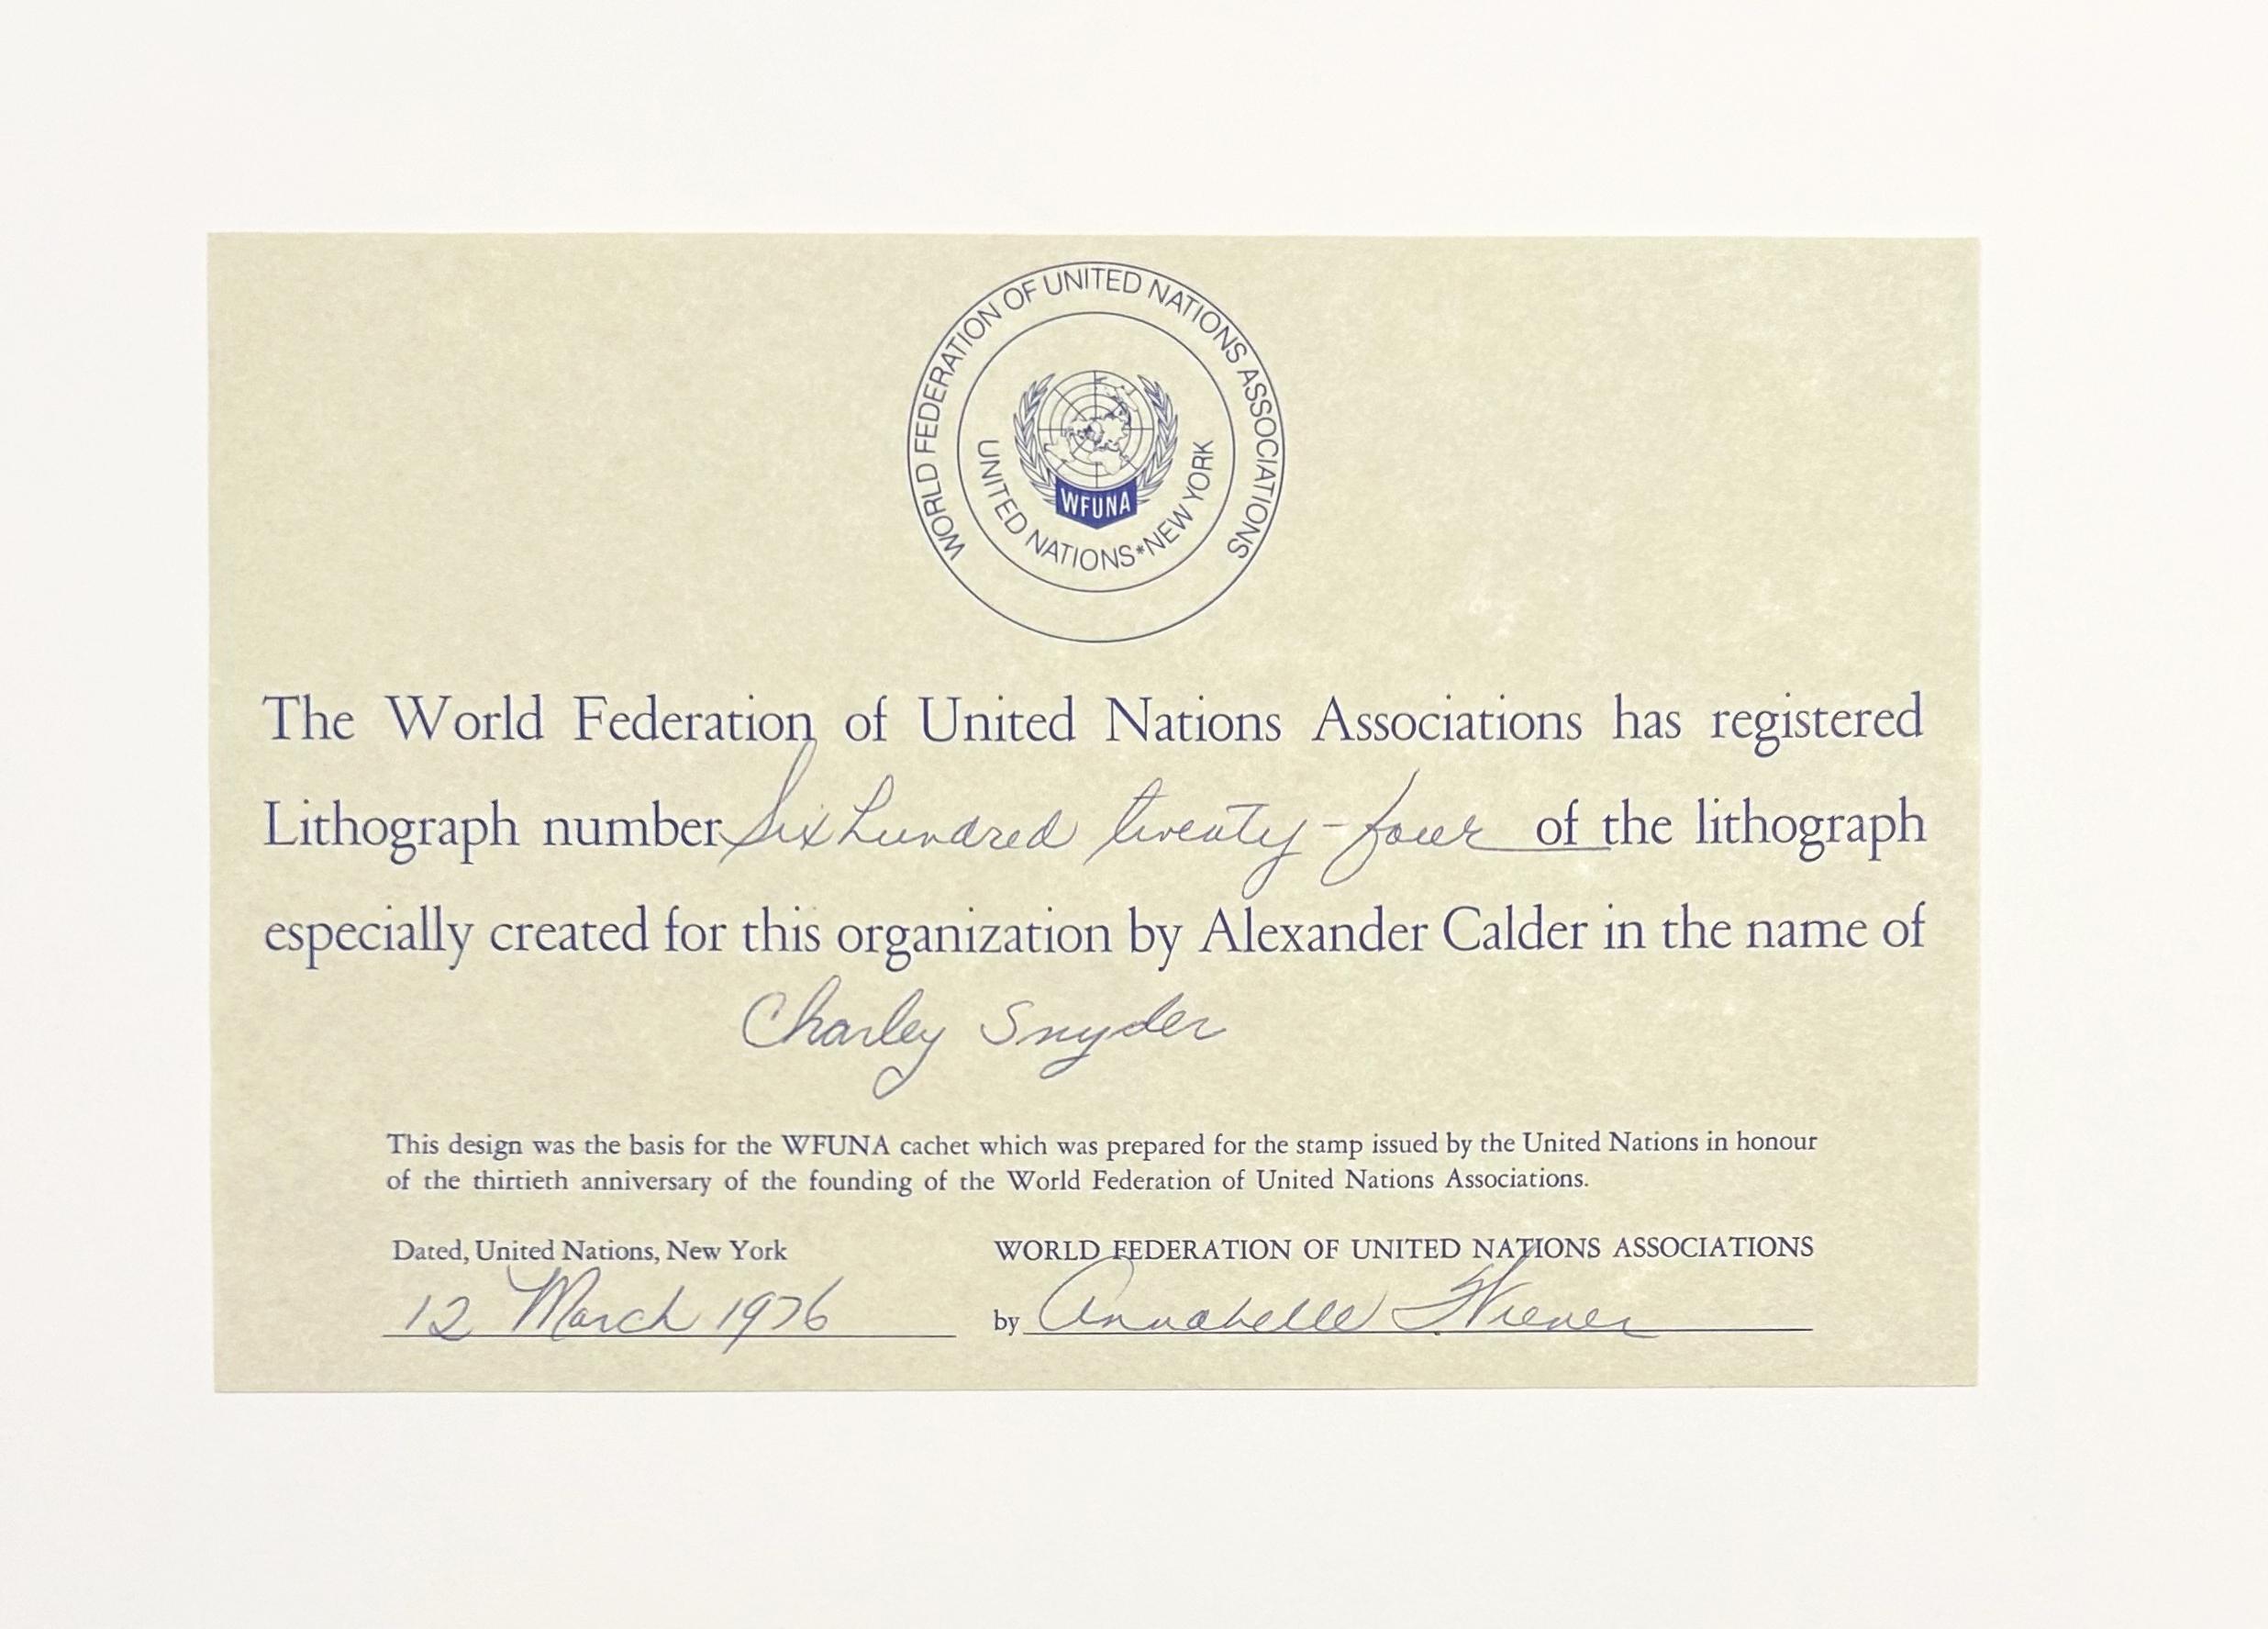 WORLD FEDERATION OF UNITED NATIONS ASSOCIATIONS
UNITED NATIONS*NEW YORK
WFUNA
The World Federation of United Nations Associations has registered
Lithograph number Six hundred twenty-four of the lithograph
especially created for this organization by Alexander Calder in the name of
Charley Snyder
This design was the basis for the WFUNA cachet which was prepared for the stamp issued by the United Nations in honour
of the thirtieth anniversary of the founding of the World Federation of United Nations Associations.
Dated, United Nations, New York
12 March 1976
WORLD FEDERATION OF UNITED NATIONS ASSOCIATIONS
by Annabelle Wiener